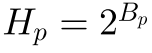 $H_p = 2^{B_p}$